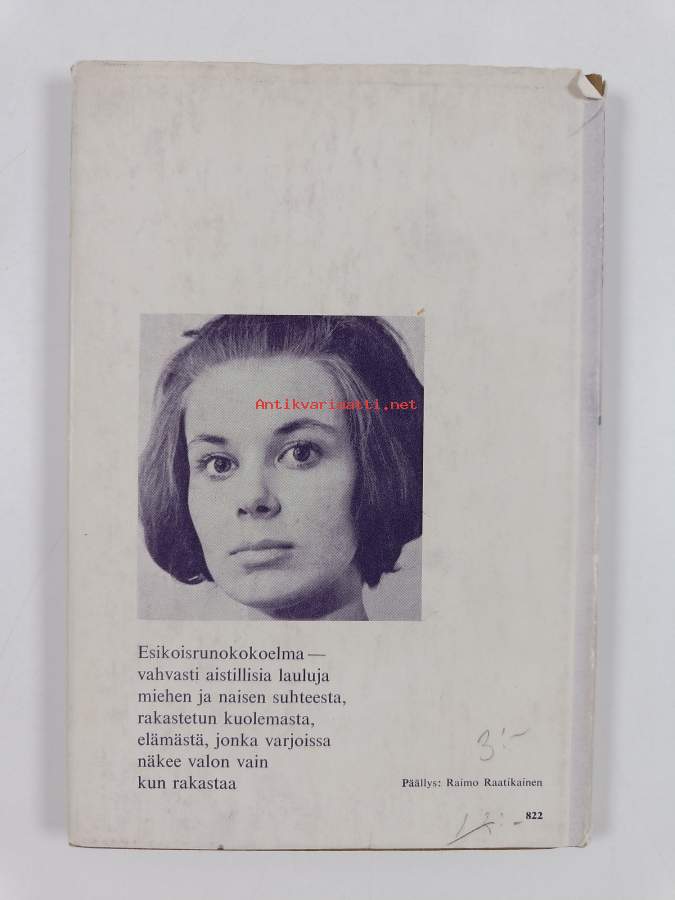 Antikvariaatti.net
Esikoisrunokokoelma —
vahvasti aistillisia lauluja
miehen ja naisen suhteesta,
rakastetun kuolemasta,
elämästä, jonka varjoissa
näkee valon vain
kun rakastaa
3:-
Päällys: Raimo Raatikainen
822